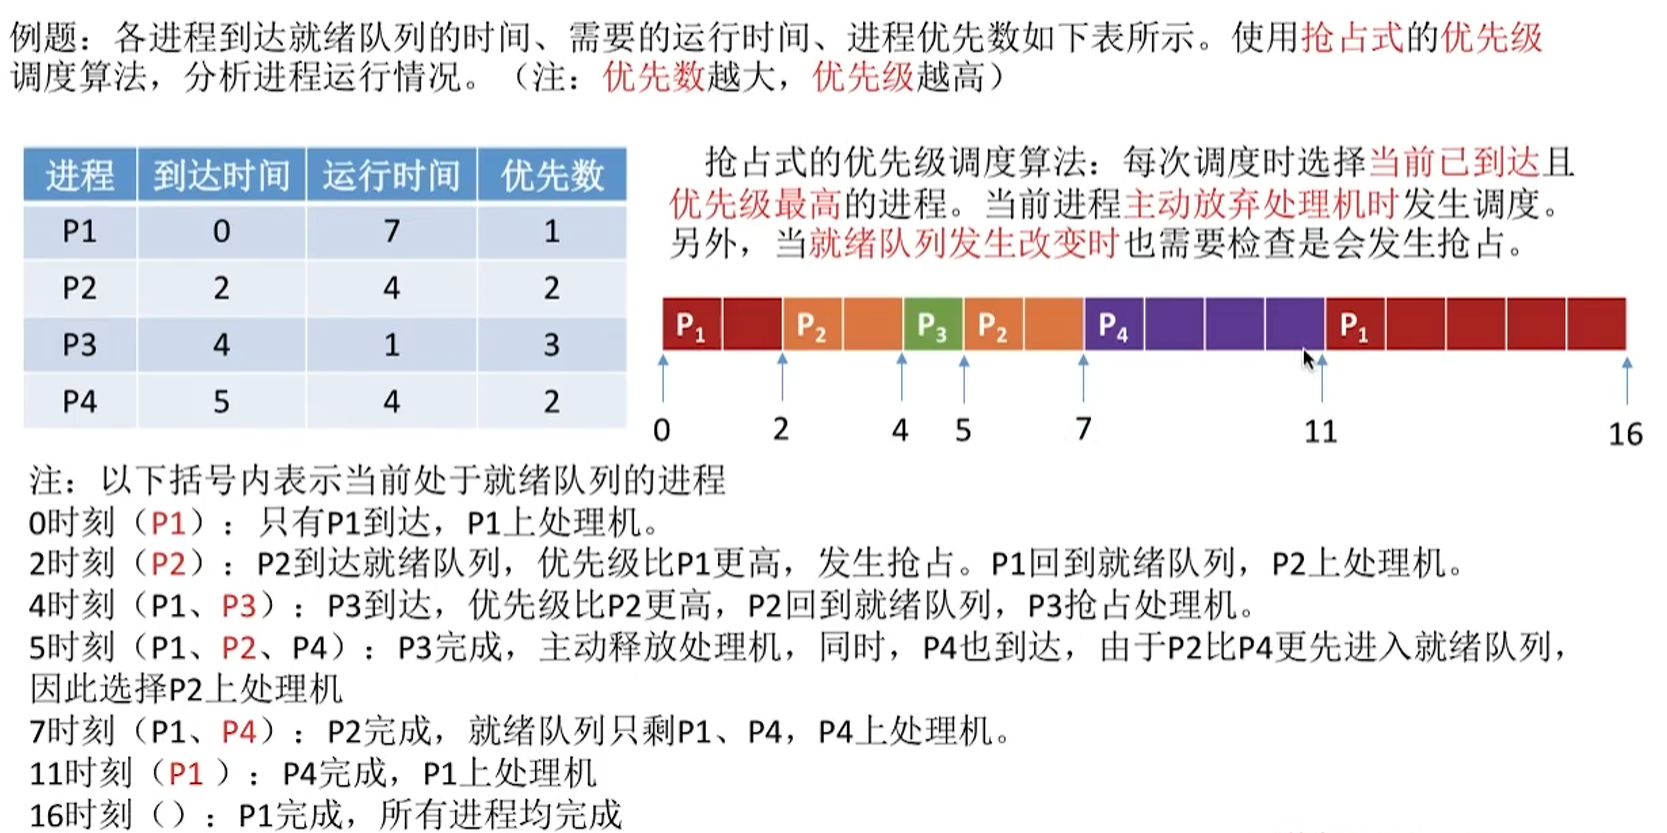 例题：各进程到达就绪队列的时间、需要的运行时间、进程优先数如下表所示。使用抢占式的优先级
调度算法，分析进程运行情况。（注：优先数越大，优先级越高）
进程 到达时间 运行时间 优先数
P1 0 7 1
P2 2 4 2
P3 4 1 3
P4 5 4 2
抢占式的优先级调度算法：每次调度时选择当前已到达且
优先级最高的进程。当前进程主动放弃处理机时发生调度。
另外，当就绪队列发生改变时也需要检查是会发生抢占。
P1 P2 P3 P2 P4 P1
0 2 4 5 7 11 16
注：以下括号内表示当前处于就绪队列的进程
0时刻（P1）：只有P1到达，P1上处理机。
2时刻（P2）：P2到达就绪队列，优先级比P1更高，发生抢占。P1回到就绪队列，P2上处理机。
4时刻（P1、P3）：P3到达，优先级比P2更高，P2回到就绪队列，P3抢占处理机。
5时刻（P1、P2、P4）：P3完成，主动释放处理机，同时，P4也到达，由于P2比P4更先进入就绪队列，
因此选择P2上处理机
7时刻（P1、P4）：P2完成，就绪队列只剩P1、P4，P4上处理机。
11时刻（P1 ）：P4完成，P1上处理机
16时刻（）：P1完成，所有进程均完成